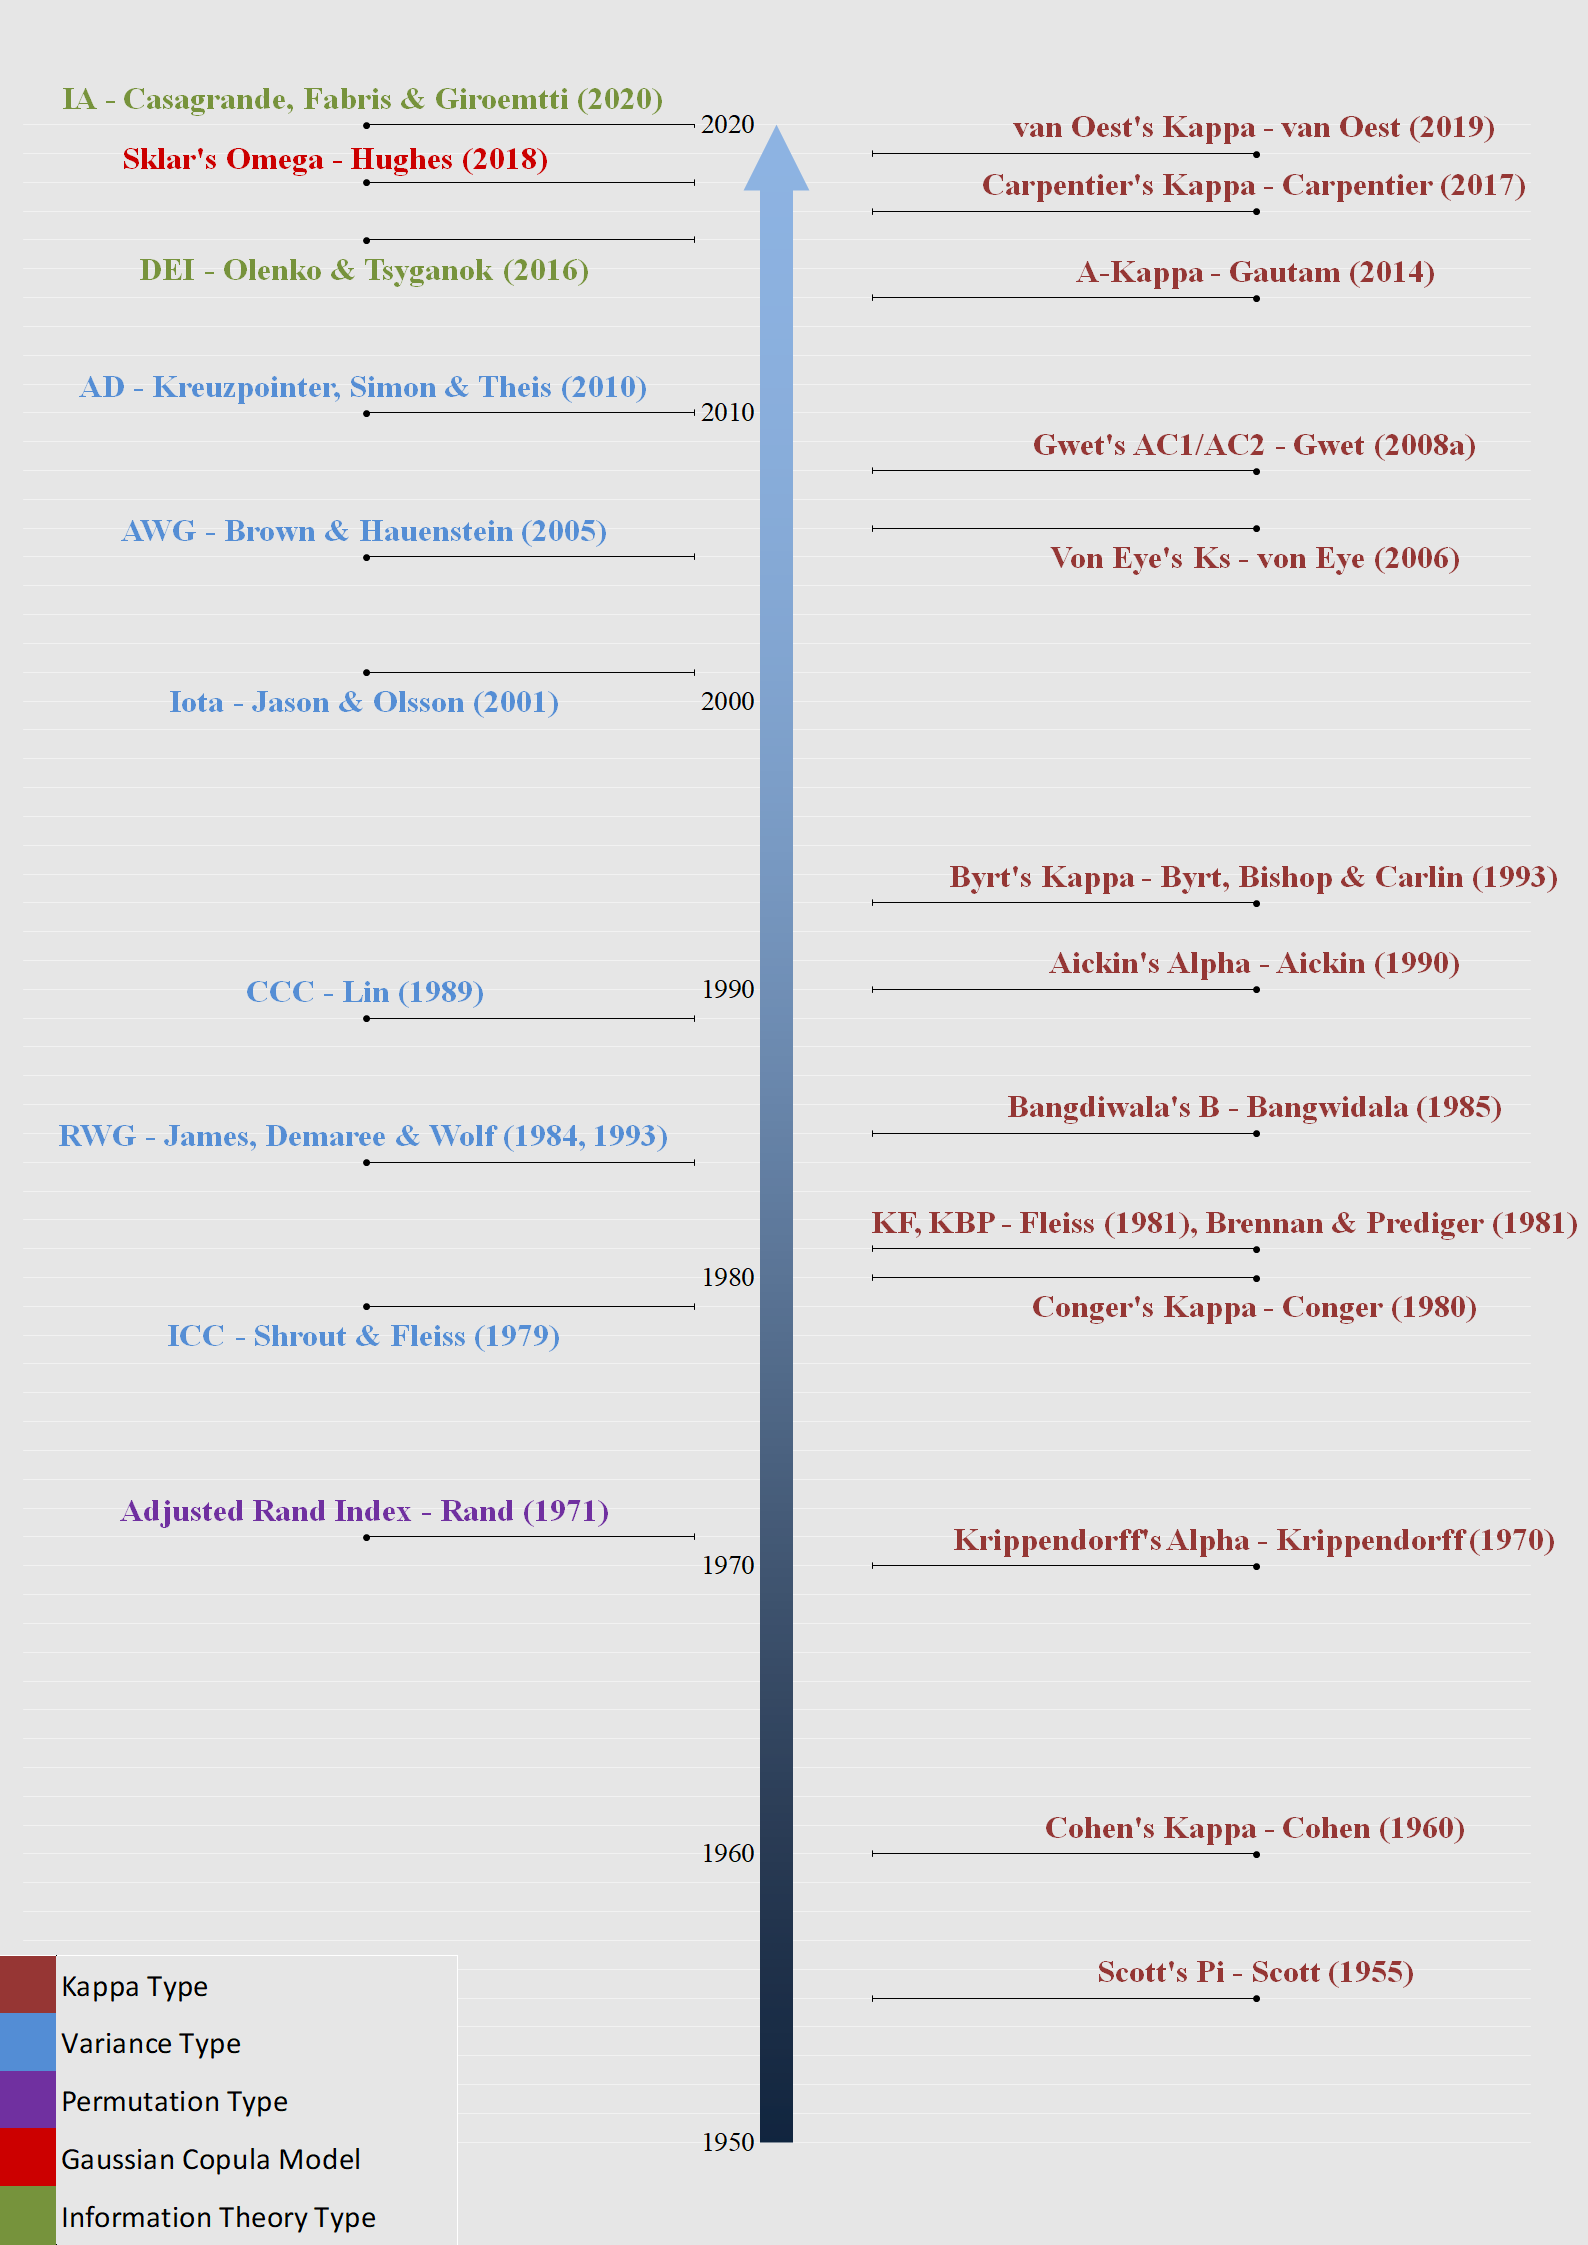 IA - Casagrande, Fabris & Giroemtti (2020)
2020
van Oest's Kappa - van Oest (2019)
Sklar's Omega - Hughes (2018)
Carpentier's Kappa - Carpentier (2017)
DEI - Olenko & Tsyganok (2016)
A-Kappa - Gautam (2014)
AD - Kreuzpointer, Simon & Theis (2010)
2010
Gwet's AC1/AC2 - Gwet (2008a)
AWG - Brown & Hauenstein (2005)
Von Eye's Ks - von Eye (2006)
Iota - Jason & Olsson (2001)
2000
Byrt's Kappa - Byrt, Bishop & Carlin (1993)
Aickin's Alpha - Aickin (1990)
CCC - Lin (1989)
1990
Bangdiwala's B - Bangwidala (1985)
RWG - James, Demaree & Wolf (1984, 1993)
KF, KBP - Fleiss (1981), Brennan & Prediger (1981)
1980
Conger's Kappa - Conger (1980)
ICC - Shrout & Fleiss (1979)
Adjusted Rand Index - Rand (1971)
Krippendorff's Alpha - Krippendorff (1970)
1970
Cohen's Kappa - Cohen (1960)
1960
Scott's Pi - Scott (1955)
1950
Kappa Type
Variance Type
Permutation Type
Gaussian Copula Model
Information Theory Type